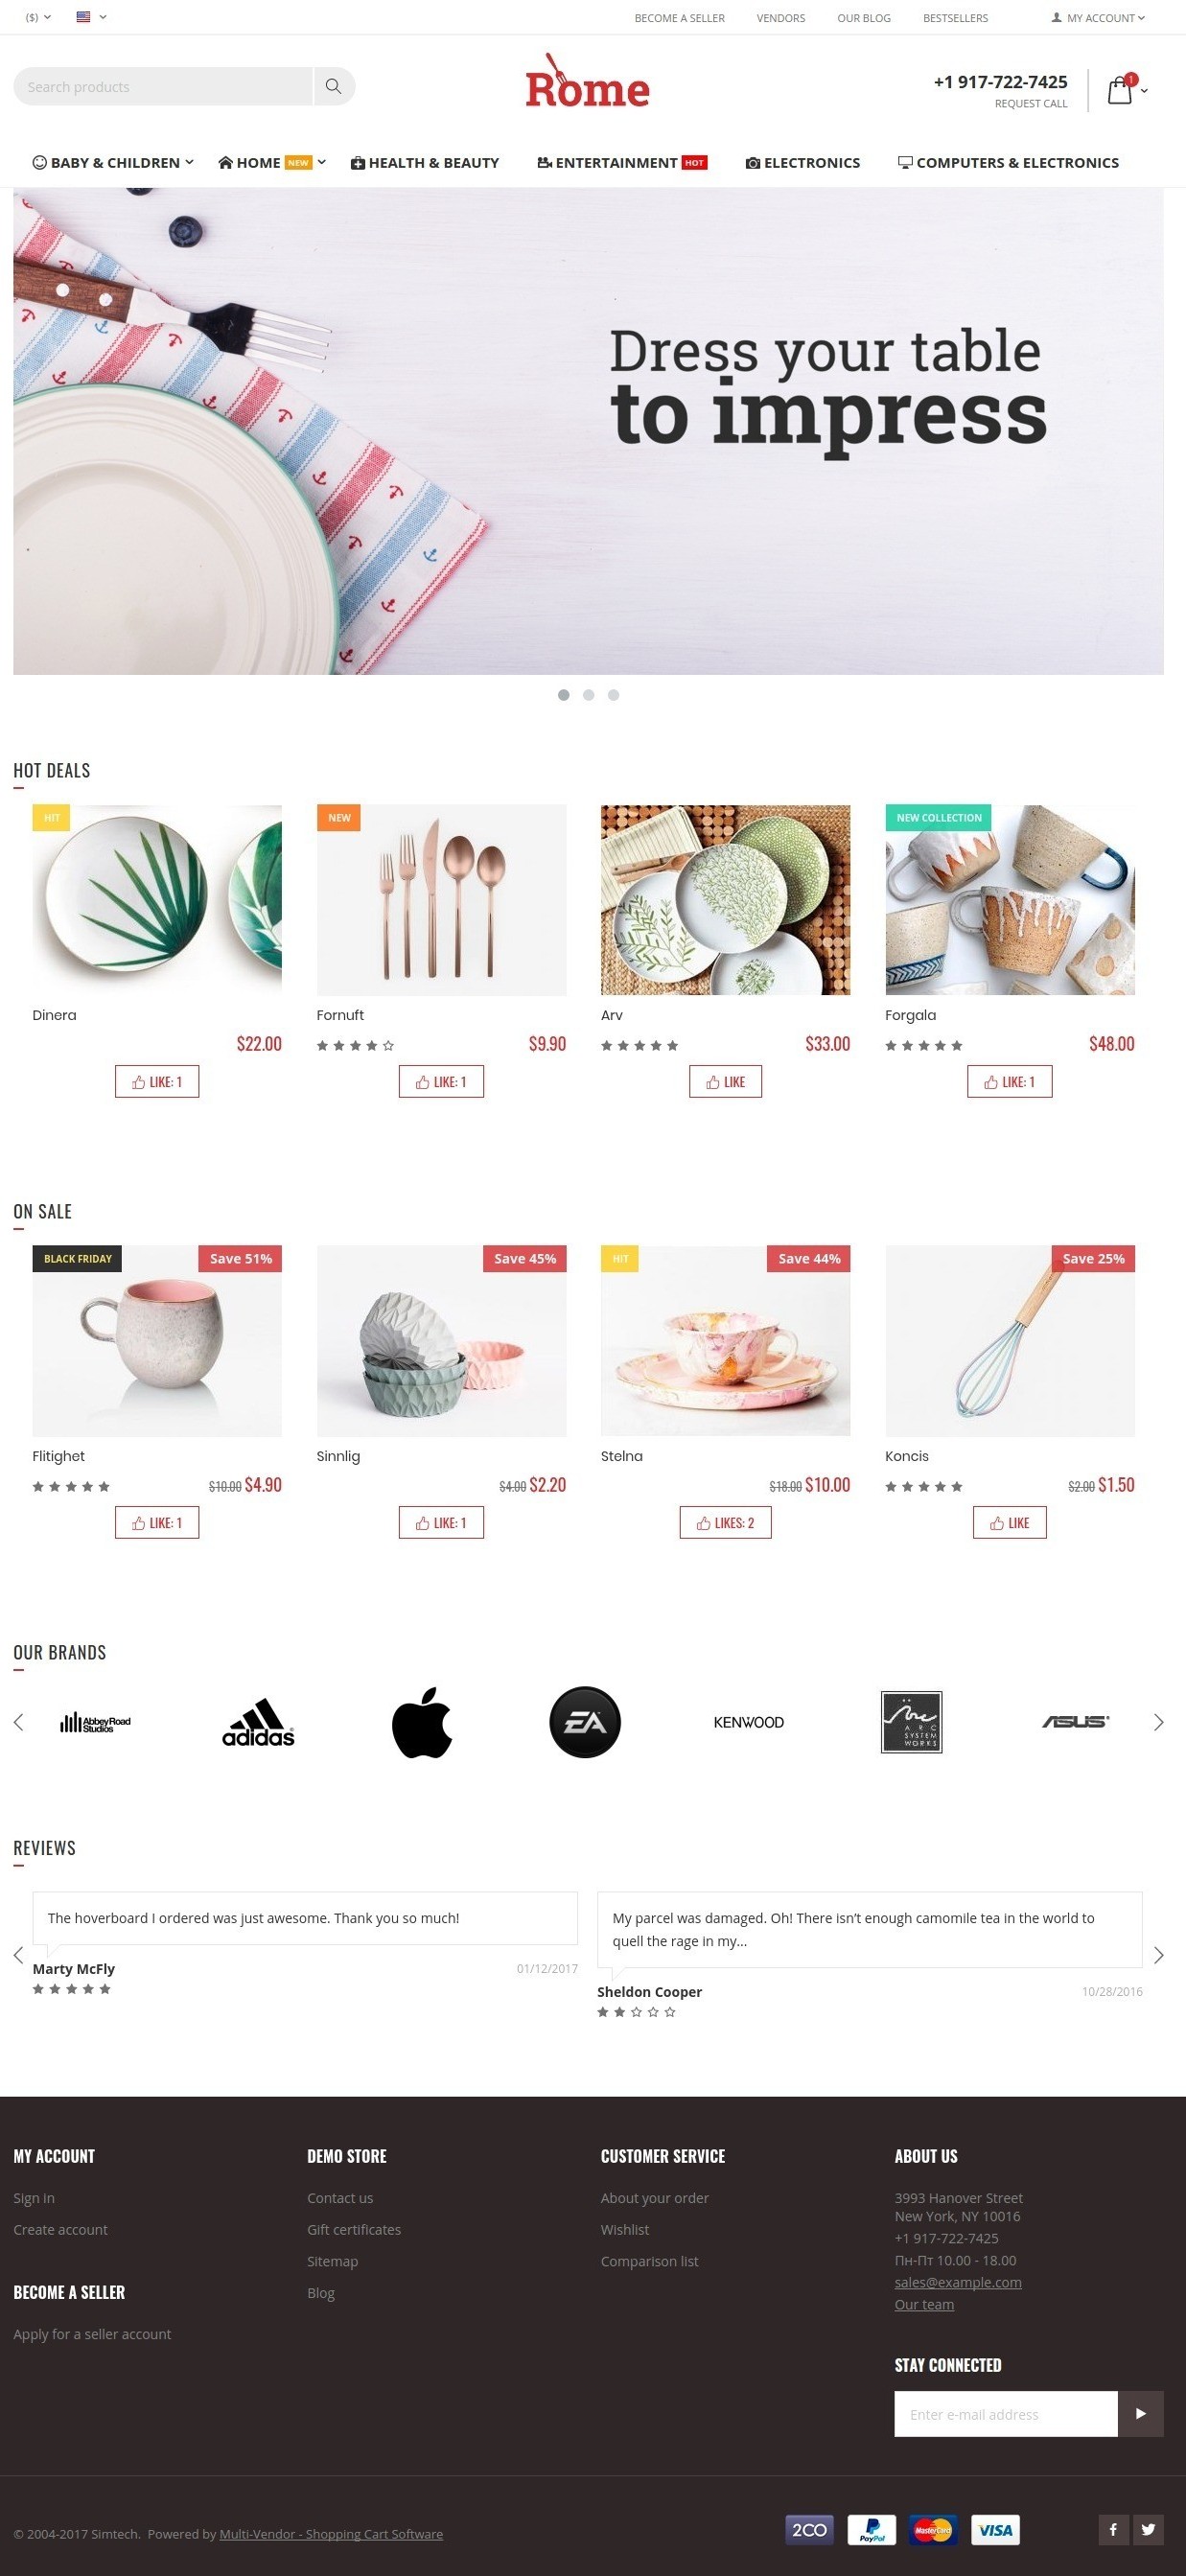 ($)
BECOME A SELLER VENDORS OUR BLOG BESTSELLERS MY ACCOUNT
Search products
Rome
+1 917-722-7425
REQUEST CALL
1
BABY & CHILDREN HOME NEW HEALTH & BEAUTY ENTERTAINMENT HOT ELECTRONICS COMPUTERS & ELECTRONICS
Dress your table
to impress
HOT DEALS
HIT NEW NEW COLLECTION
Dinera Fornuft Arv Forgala
$22.00 $9.90 $33.00 $48.00
LIKE: 1 LIKE: 1 LIKE LIKE: 1
ON SALE
BLACK FRIDAY Save 51% Save 45% HIT Save 44% Save 25%
Flitighet Sinnlig Stelna Koncis
$10.00 $4.90 $4.00 $2.20 $18.00 $10.00 $2.00 $1.50
LIKE: 1 LIKE: 1 LIKES: 2 LIKE
OUR BRANDS
Abbey Road
Studios
adidas
EA
KENWOOD
ARC
SYSTEM
WORKS
ASUS
REVIEWS
The hoverboard I ordered was just awesome. Thank you so much!
Marty McFly 01/12/2017
My parcel was damaged. Oh! There isn’t enough camomile tea in the world to
quell the rage in my...
Sheldon Cooper 10/28/2016
MY ACCOUNT
Sign in
Create account
BECOME A SELLER
Apply for a seller account
DEMO STORE
Contact us
Gift certificates
Sitemap
Blog
CUSTOMER SERVICE
About your order
Wishlist
Comparison list
ABOUT US
3993 Hanover Street
New York, NY 10016
+1 917-722-7425
Пн-Пт 10.00 - 18.00
sales@example.com
Our team
STAY CONNECTED
Enter e-mail address
© 2004-2017 Simtech. Powered by Multi-Vendor - Shopping Cart Software
2CO PayPal MasterCard VISA